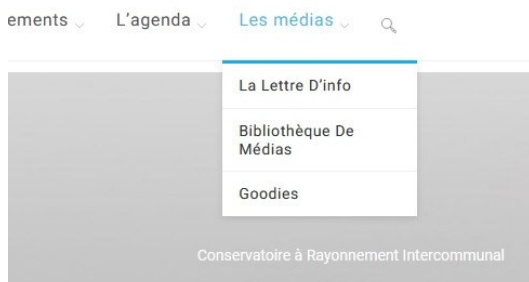 ements L'agenda Les médias
La Lettre D'info
Bibliothèque De
Médias
Goodies
Conservatoire à Rayonnement Intercommunal